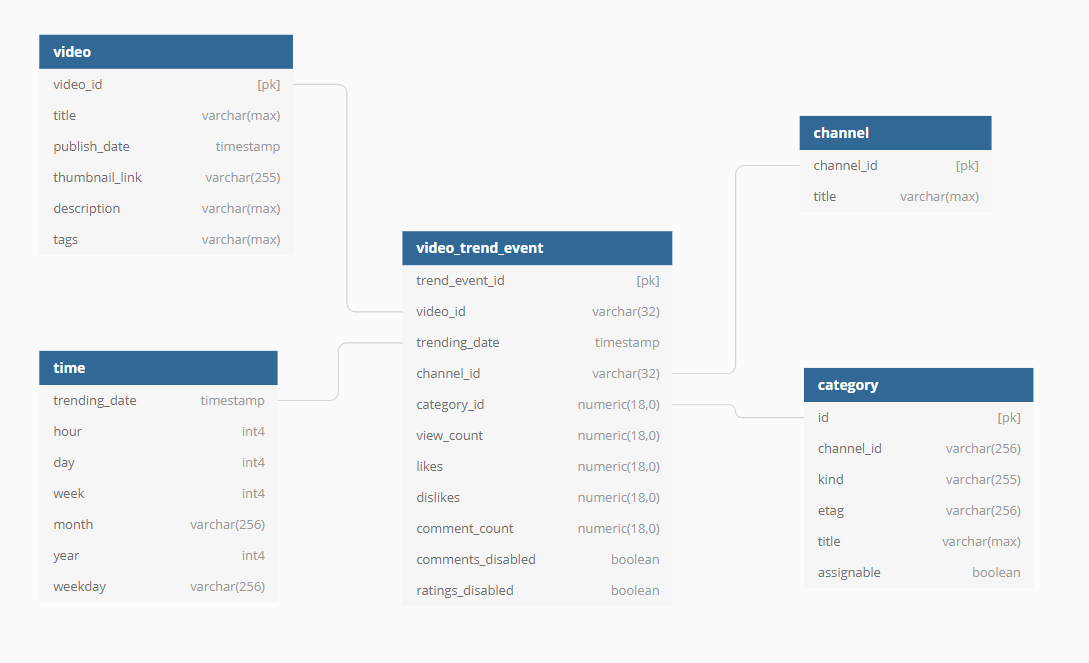 video
video_id [pk]
title varchar(max)
publish_date timestamp
thumbnail_link varchar(255)
description varchar(max)
tags varchar(max)
time
trending_date timestamp
hour int4
day int4
week int4
month varchar(256)
year int4
weekday varchar(256)
video_trend_event
trend_event_id [pk]
video_id varchar(32)
trending_date timestamp
channel_id varchar(32)
category_id numeric(18,0)
view_count numeric(18,0)
likes numeric(18,0)
dislikes numeric(18,0)
comment_count numeric(18,0)
comments_disabled boolean
ratings_disabled boolean
channel
channel_id [pk]
title varchar(max)
category
id [pk]
channel_id varchar(256)
kind varchar(255)
etag varchar(256)
title varchar(max)
assignable boolean